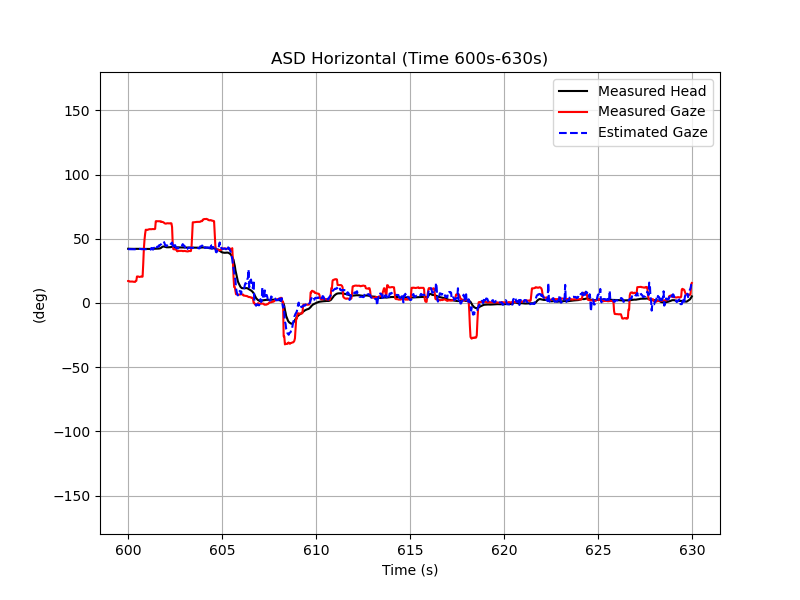 ASD Horizontal (Time 600s-630s)
Measured Head
Measured Gaze
Estimated Gaze
150
100
50
0
−50
−100
−150
(deg)
600 605 610 615 620 625 630
Time (s)